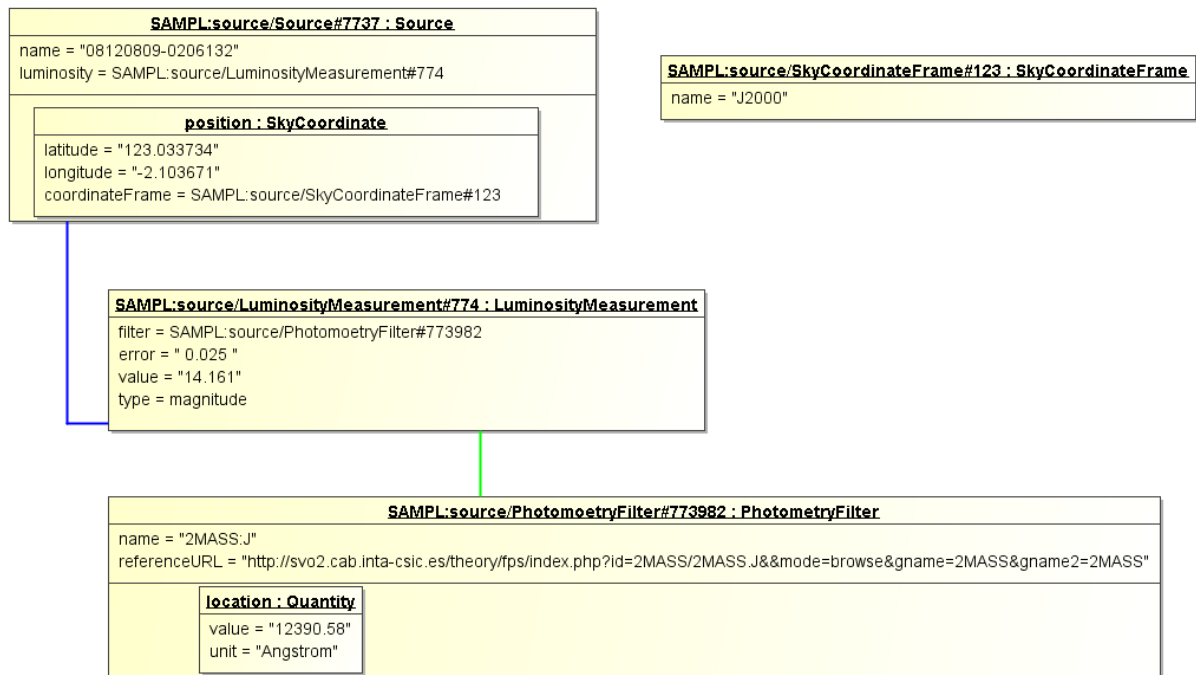 SAMPL:source/Source#7737 : Source
name = "08120809-0206132"
luminosity = SAMPL:source/LuminosityMeasurement#774
position : SkyCoordinate
latitude = "123.033734"
longitude = "-2.103671"
coordinateFrame = SAMPL:source/SkyCoordinateFrame#123
SAMPL:source/SkyCoordinateFrame#123 : SkyCoordinateFrame
name = "J2000"
SAMPL:source/LuminosityMeasurement#774 : LuminosityMeasurement
filter = SAMPL:source/PhotomoetryFilter#773982
error = " 0.025 "
value = "14.161"
type = magnitude
SAMPL:source/PhotomoetryFilter#773982 : PhotometryFilter
name = "2MASS:J"
referenceURL = "http://svo2.cab.inta-csic.es/theory/fps/index.php?id=2MASS/2MASS.J&&mode=browse&gname=2MASS&gname2=2MASS"
location : Quantity
value = "12390.58"
unit = "Angstrom"